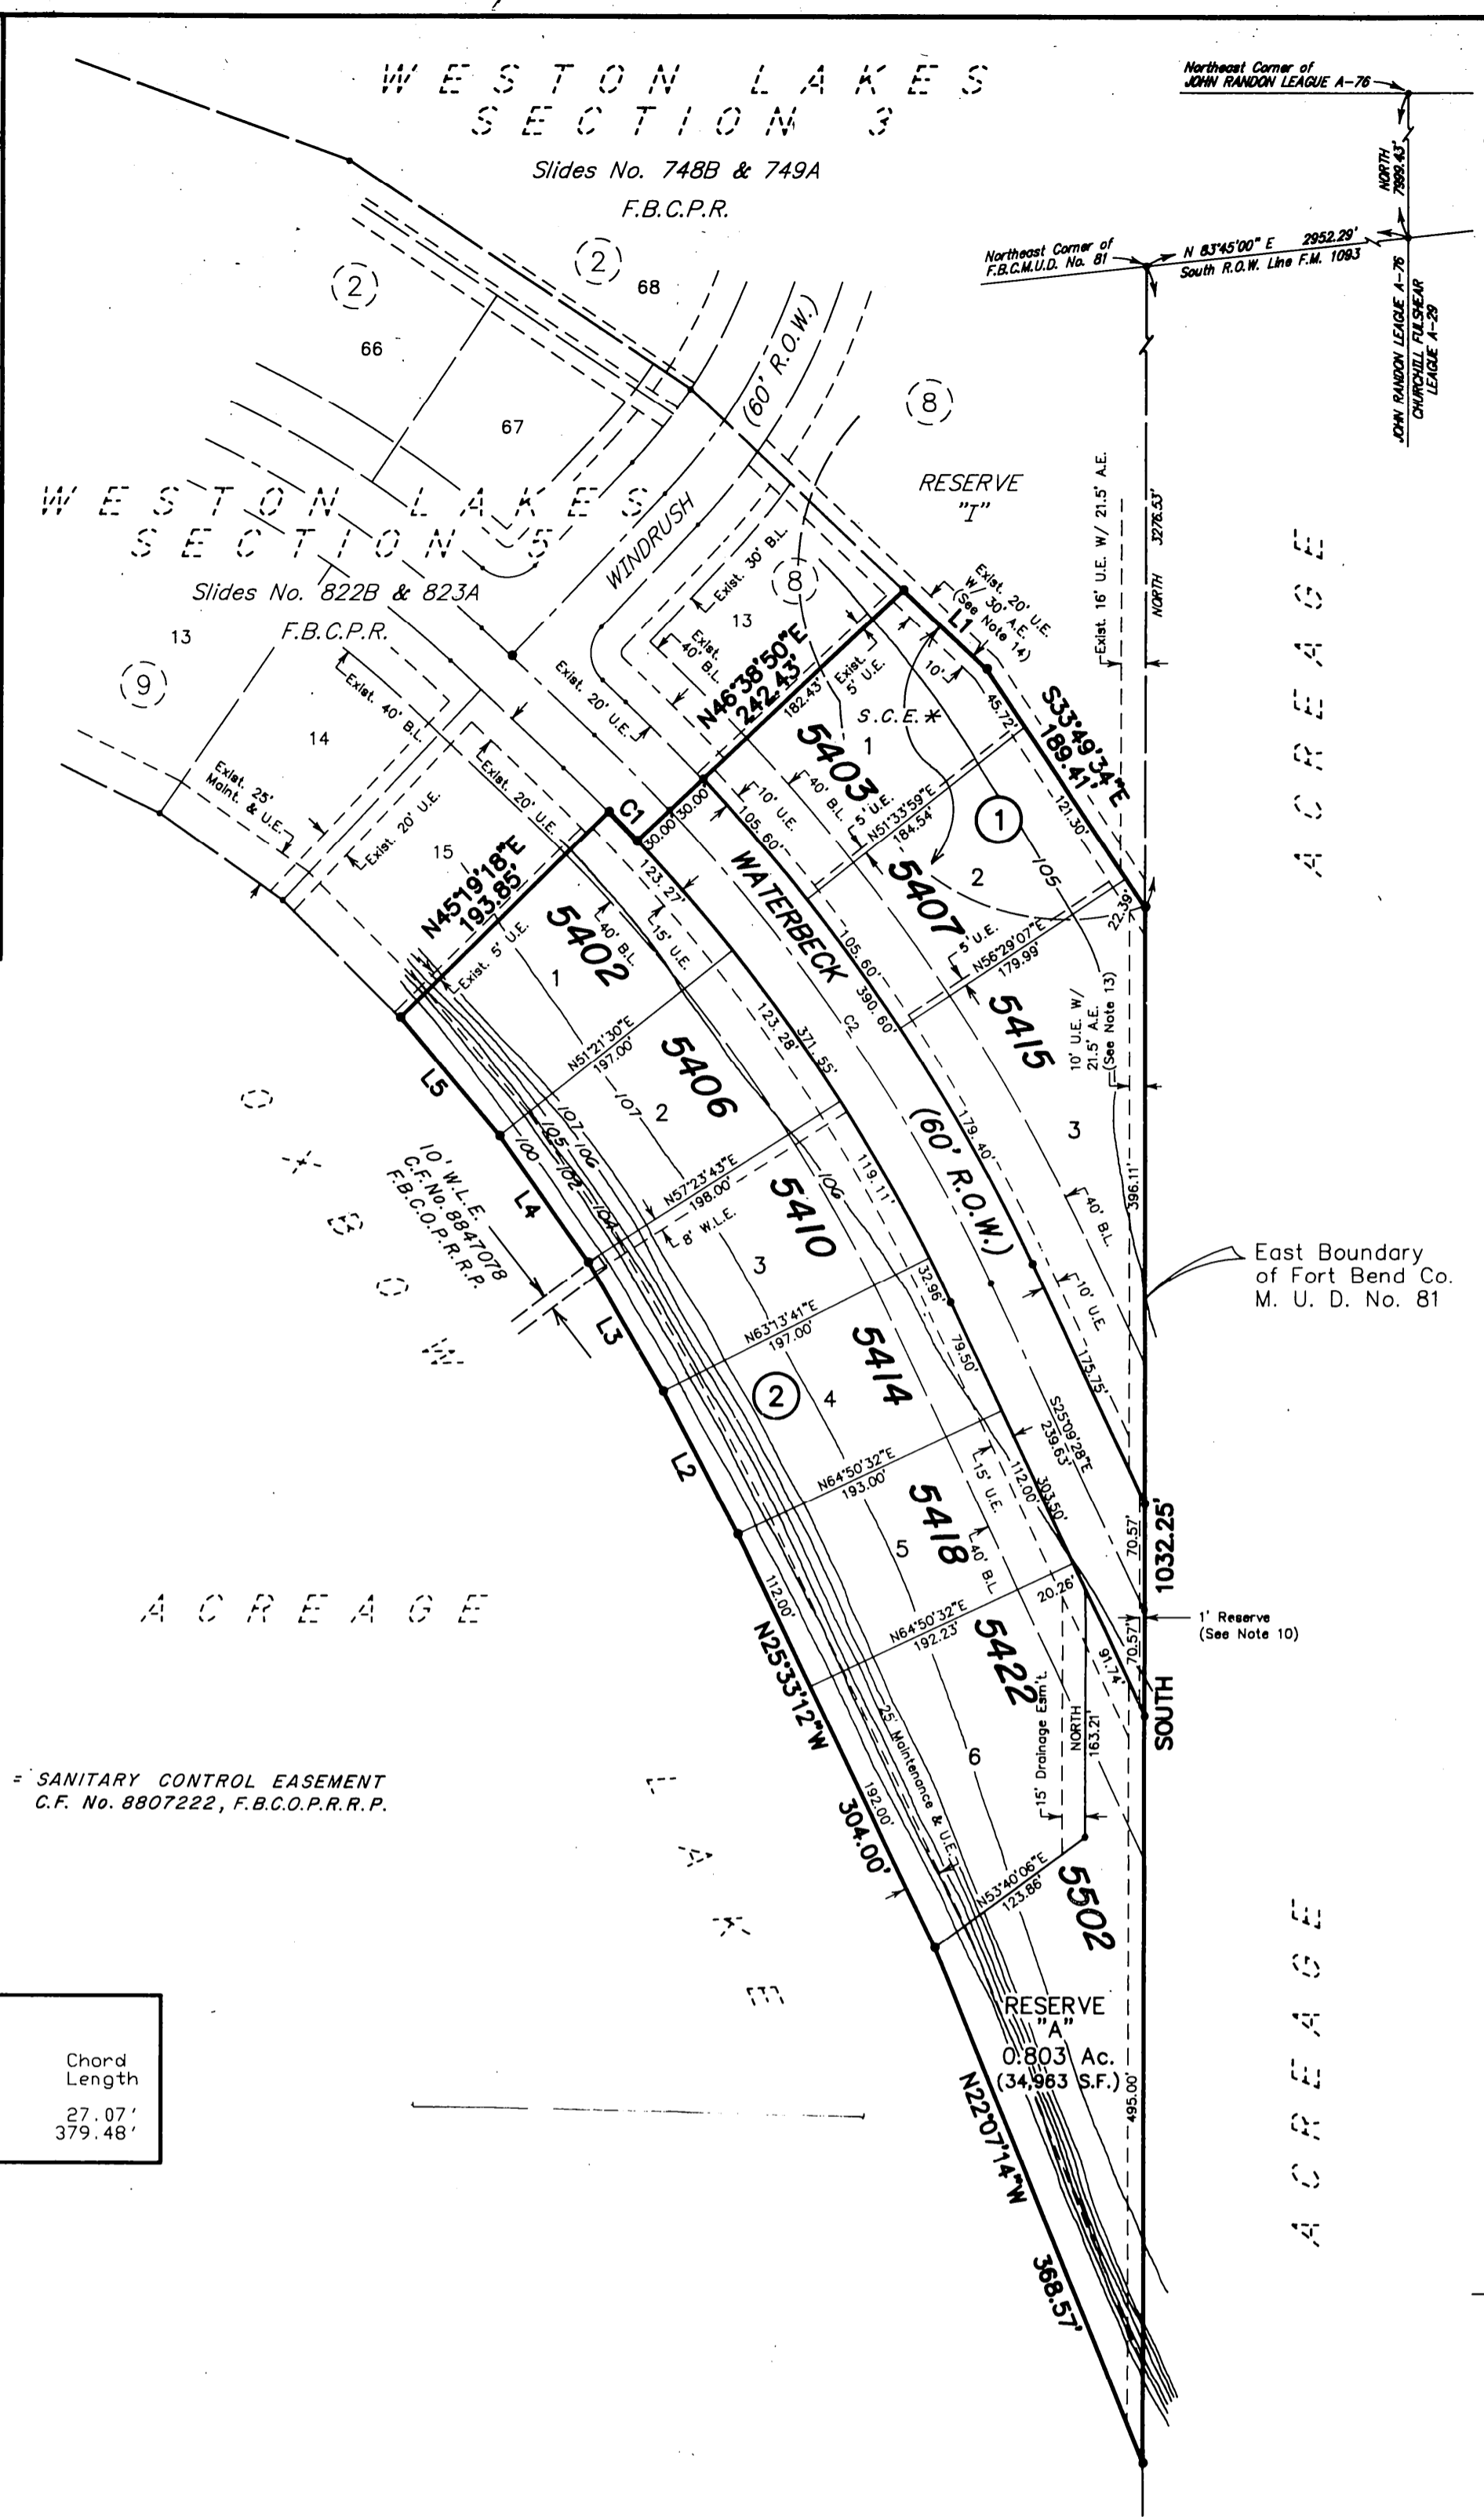 WESTON LAKES
SECTION 3
Slides No. 748B & 749A
F.B.C.P.R.
Northeast Corner of
JOHN RANDON LEAGUE A-76
NORTH
7999.43'
Northeast Corner of
F.B.C.M.U.D. No. 81
N 83°45'00" E 2952.29'
South R.O.W. Line F.M. 1093
JOHN RANDON LEAGUE A-76
CHURCHILL FULSHEAR
LEAGUE A-29
2
2
68
66
67
(60' R.O.W.)
8
RESERVE
"I"
WINDRUSH
WESTON LAKES
SECTION 5
Slides No. 822B & 823A
F.B.C.P.R.
13
9
14
15
Exist. 40' B.L.
Exist. 25'
Maint. & U.E.
Exist. 20' U.E.
Exist. 20' U.E.
Exist. 20' U.E.
Exist. 30' B.L.
8
13
Exist.
40' B.L.
Exist. 20' U.E.
W/ 30' A.E.
(See Note 14)
L1
Exist. 16' U.E. W/ 21.5' A.E.
NORTH 3276.53'
ACREAGE
N46°38'50"E
242.43'
182.43'
Exist.
5' U.E.
10'
S.C.E.*
45.72'
S33°49'34"E
189.41'
121.30'
22.39'
1
5403
40' B.L.
10' U.E.
5' U.E.
N51°33'59"E
184.54'
1
105
2
5407
5' U.E.
N56°29'07"E
179.99'
5415
3
10' U.E. W/
21.5' A.E.
(See Note 13)
396.11'
40' B.L.
10' U.E.
175.75'
East Boundary
of Fort Bend Co.
M. U. D. No. 81
C1
30.00'
30.00'
105.60'
105.60'
390.60'
179.40'
WATERBECK
C2
(60' R.O.W.)
123.27'
123.28'
371.55'
119.11'
32.96'
79.50'
S25°09'28"E
239.63'
112.00'
303.50'
N45°19'18"E
193.85'
Exist. 5' U.E.
5402
1
40' B.L.
15' U.E.
N51°21'30"E
197.00'
5406
2
107
107
106
105
102
104
100
106
N57°23'43"E
198.00'
8' W.L.E.
5410
3
N63°13'41"E
197.00'
5414
2
4
N64°50'32"E
193.00'
15' U.E.
40' B.L.
5418
5
N64°50'32"E
192.23'
20.26'
5422
6
91.74'
15' Drainage Esm't.
NORTH
163.21'
70.57'
70.57'
SOUTH 1032.25'
1' Reserve
(See Note 10)
L5
L4
L3
L2
10' W.L.E.
C.F. No. 8847078
F.B.C.O.P.R.R.P.
OXBOW
LAKE
ACREAGE
112.00'
N25°33'12"W
304.00'
192.00'
25' Maintenance & U.E.
N53°40'06"E
123.86'
5502
RESERVE
"A"
0.803 Ac.
(34,963 S.F.)
495.00'
N22°07'14"W
368.57'
ACREAGE
= SANITARY CONTROL EASEMENT
C.F. No. 8807222, F.B.C.O.P.R.R.P.
Chord
Length
27.07'
379.48'